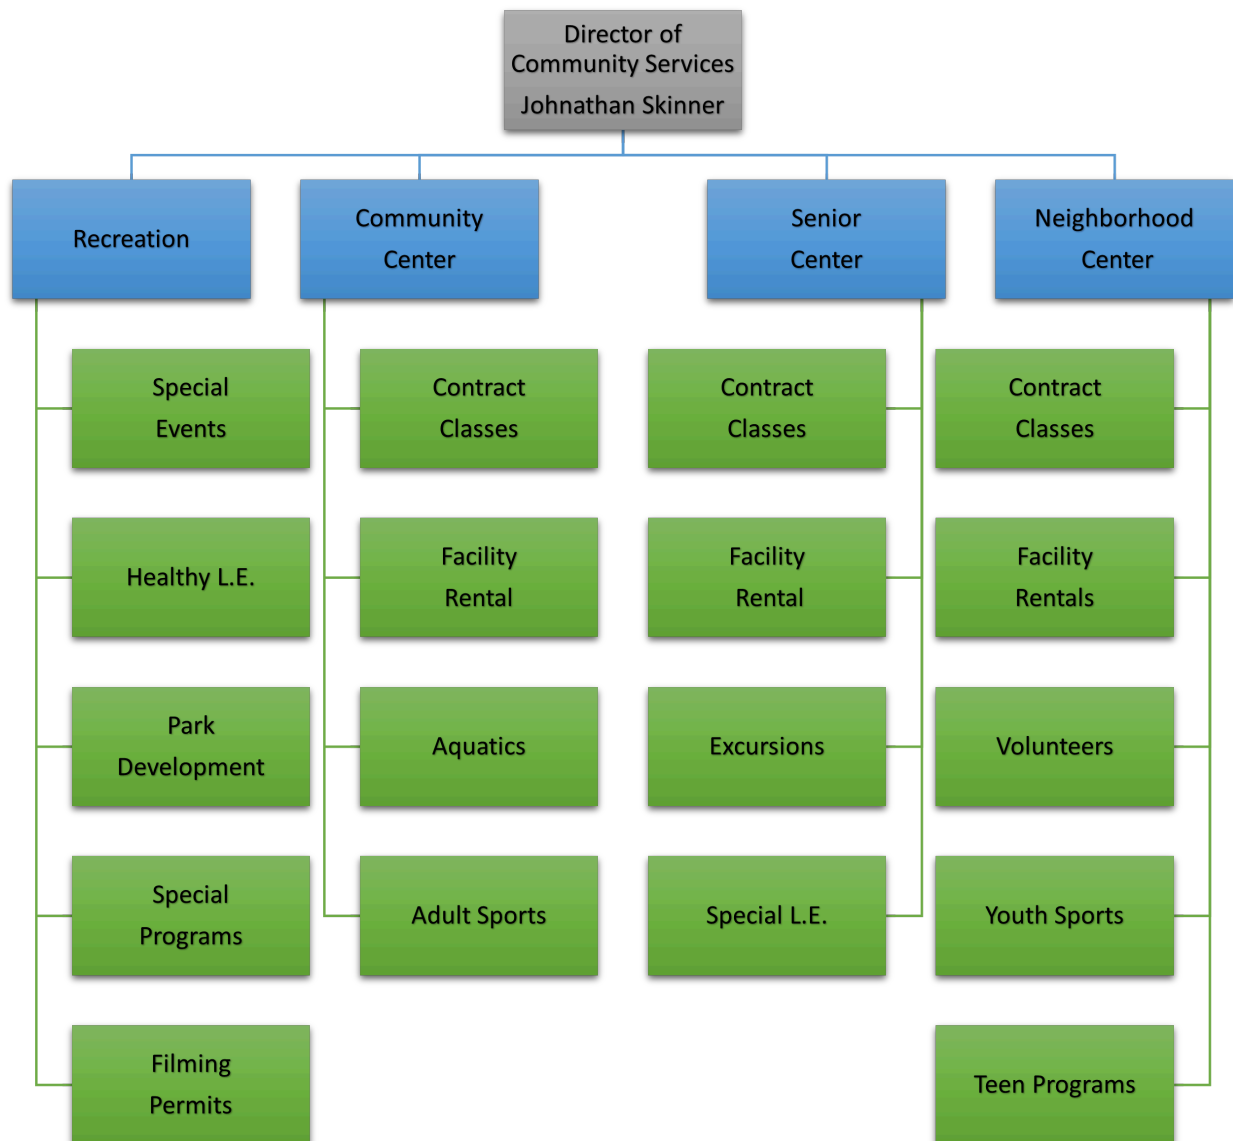 Director of
Community Services
Johnathan Skinner
Recreation
Community
Center
Senior
Center
Neighborhood
Center
Special
Events
Contract
Classes
Contract
Classes
Contract
Classes
Healthy L.E.
Facility
Rental
Facility
Rental
Facility
Rentals
Park
Development
Aquatics
Excursions
Volunteers
Special
Programs
Adult Sports
Special L.E.
Youth Sports
Filming
Permits
Teen Programs